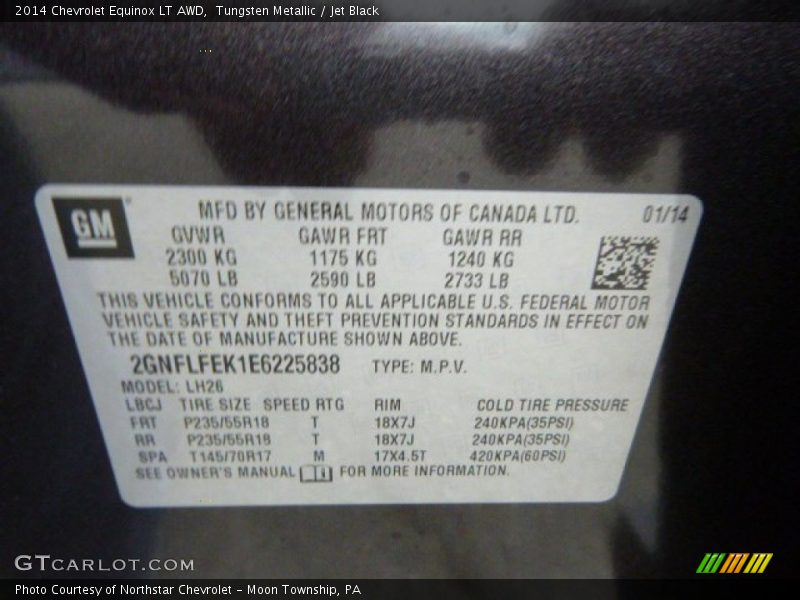 2014 Chevrolet Equinox LT AWD,  Tungsten Metallic / Jet Black
GM
MFD BY GENERAL MOTORS OF CANADA LTD. 01/14
GVWR GAWR FRT GAWR RR
2300 KG 1175 KG 1240 KG
5070 LB 2590 LB 2733 LB
THIS VEHICLE CONFORMS TO ALL APPLICABLE U.S. FEDERAL MOTOR
VEHICLE SAFETY AND THEFT PREVENTION STANDARDS IN EFFECT ON
THE DATE OF MANUFACTURE SHOWN ABOVE.
2GNFLFEK1E6225838 TYPE: M.P.V.
MODEL: LH26
LBCJ TIRE SIZE SPEED RTG RIM COLD TIRE PRESSURE
FRT P235/55R18 T 18X7J 240KPA(35PSI)
RR P235/55R18 T 18X7J 240KPA(35PSI)
SPA T145/70R17 M 17X4.5T 420KPA(60PSI)
SEE OWNER'S MANUAL FOR MORE INFORMATION.
GTCARLOT.COM
Photo Courtesy of Northstar Chevrolet - Moon Township, PA